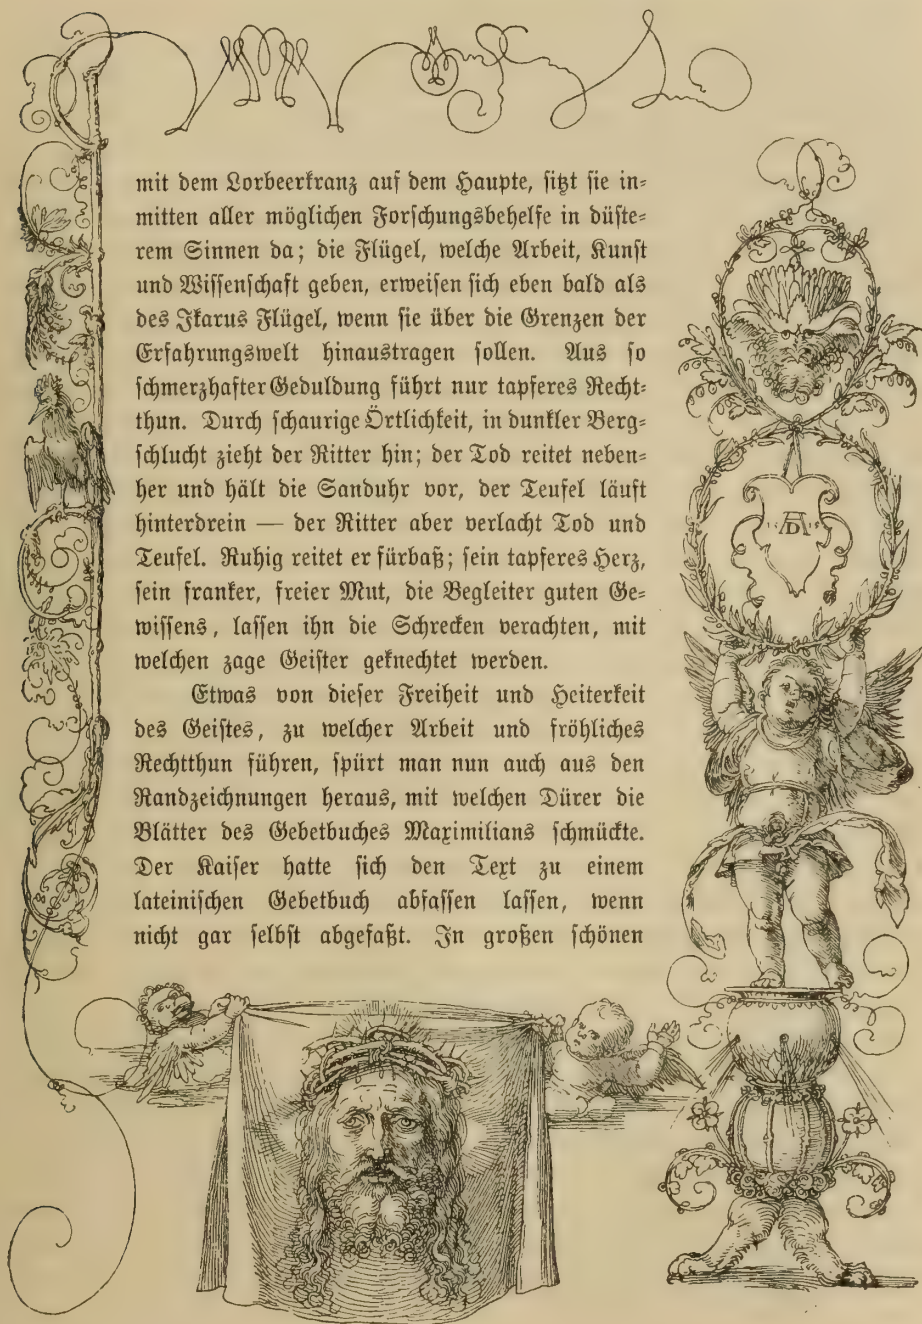 mit dem Lorbeerkranz auf dem Haupte, sitzt sie in=
mitten aller möglichen Forschungsbehelfe in düste=
rem Sinnen da; die Flügel, welche Arbeit, Kunst
und Wissenschaft geben, erweisen sich eben bald als
des Ikarus Flügel, wenn sie über die Grenzen der
Erfahrungswelt hinaustragen sollen. Aus so
schmerzhafter Geduldung führt nur tapferes Recht=
thun. Durch schaurige Örtlichkeit, in dunkler Berg=
schlucht zieht der Ritter hin; der Tod reitet neben=
her und hält die Sanduhr vor, der Teufel läuft
hinterdrein — der Ritter aber verlacht Tod und
Teufel. Ruhig reitet er fürbaß; sein tapferes Herz,
sein franker, freier Mut, die Begleiter guten Ge=
wissens, lassen ihn die Schrecken verachten, mit
welchen zage Geister geknechtet werden.
Etwas von dieser Freiheit und Heiterkeit
des Geistes, zu welcher Arbeit und fröhliches
Rechtthun führen, spürt man nun auch aus den
Randzeichnungen heraus, mit welchen Dürer die
Blätter des Gebetbuches Maximilians schmückte.
Der Kaiser hatte sich den Text zu einem
lateinischen Gebetbuch abfassen lassen, wenn
nicht gar selbst abgefaßt. In großen schönen
AD